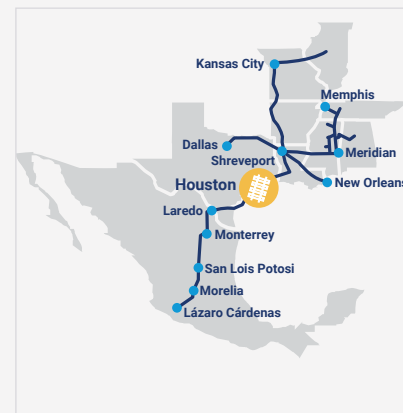 Kansas City
Memphis
Dallas
Shreveport
Meridian
Houston
New Orleans
Laredo
Monterrey
San Lois Potosi
Morelia
Lázaro Cárdenas